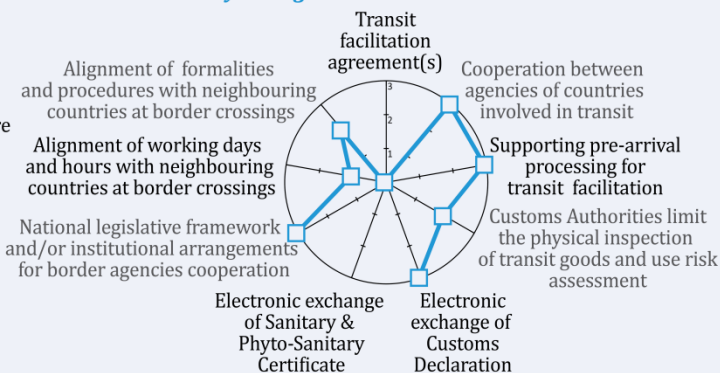 Transit
facilitation
agreement(s)
Alignment of formalities
and procedures with neighbouring
countries at border crossings
Cooperation between
agencies of countries
involved in transit
re
Alignment of working days
and hours with neighbouring
countries at border crossings
Supporting pre-arrival
processing for
transit facilitation
3
2
1
National legislative framework
and/or institutional arrangements
for border agencies cooperation
Customs Authorities limit
the physical inspection
of transit goods and use risk
assessment
Electronic exchange
of Sanitary &
Phyto-Sanitary
Certificate
Electronic
exchange of
Customs
Declaration